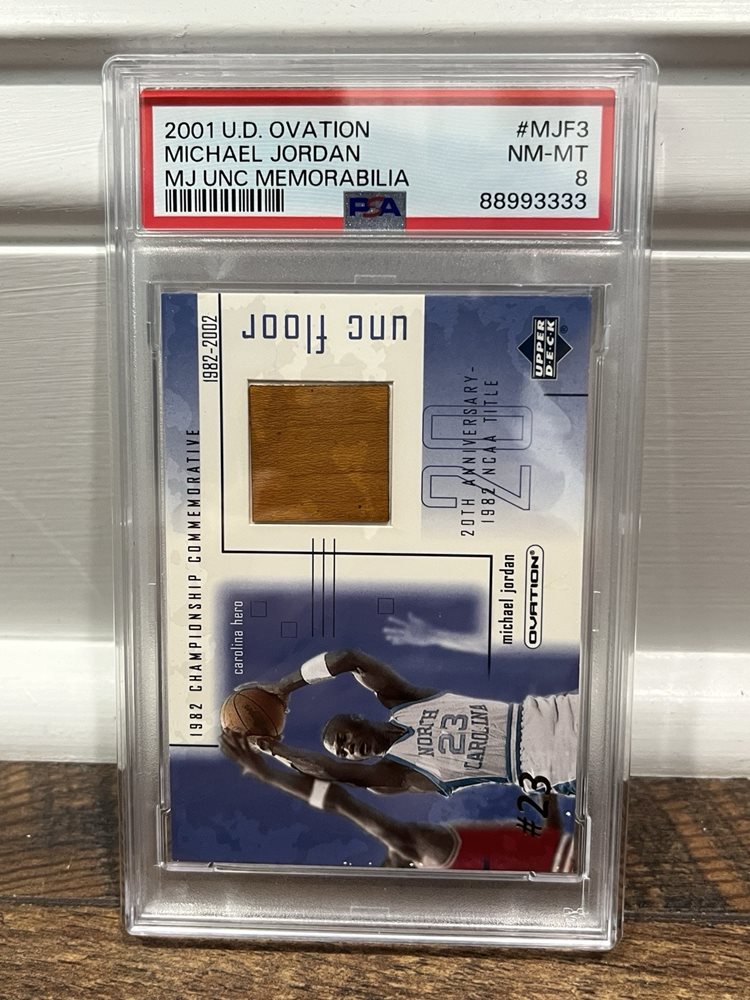 2001 U.D. OVATION #MJF3
MICHAEL JORDAN NM-MT
MJ UNC MEMORABILIA 8
PSA 88993333
unc floor
1982-2002
1982 CHAMPIONSHIP COMMEMORATIVE
UPPER DECK®
20
20TH ANNIVERSARY-
1982 NCAA TITLE
michael jordan
OVATION®
carolina hero
NORTH
23
CAROLINA
#23